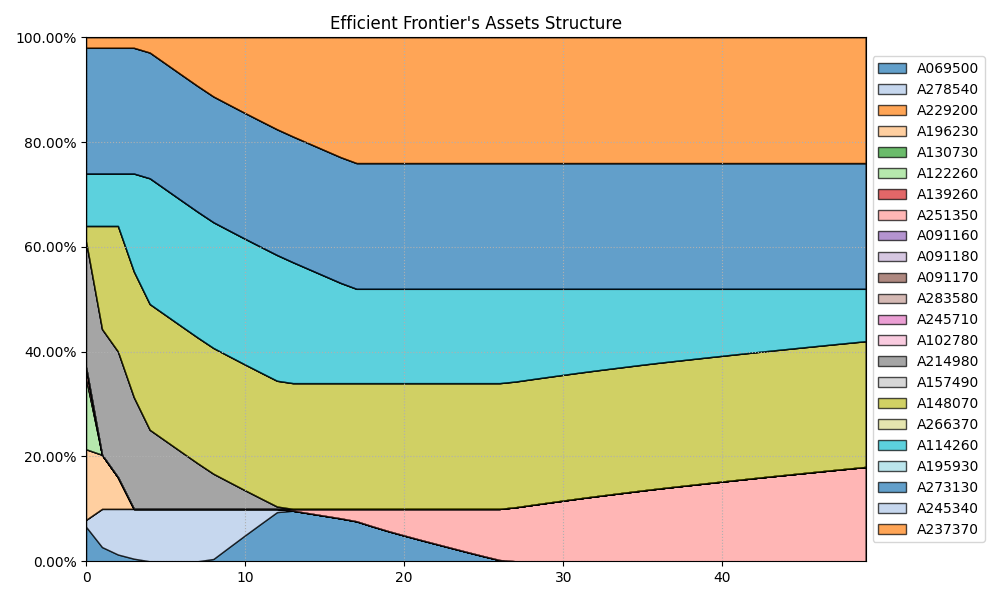 Efficient Frontier's Assets Structure
100.00%
80.00%
60.00%
40.00%
20.00%
0.00%
0
10
20
30
40
A069500
A278540
A229200
A196230
A130730
A122260
A139260
A251350
A091160
A091180
A091170
A283580
A245710
A102780
A214980
A157490
A148070
A266370
A114260
A195930
A273130
A245340
A237370